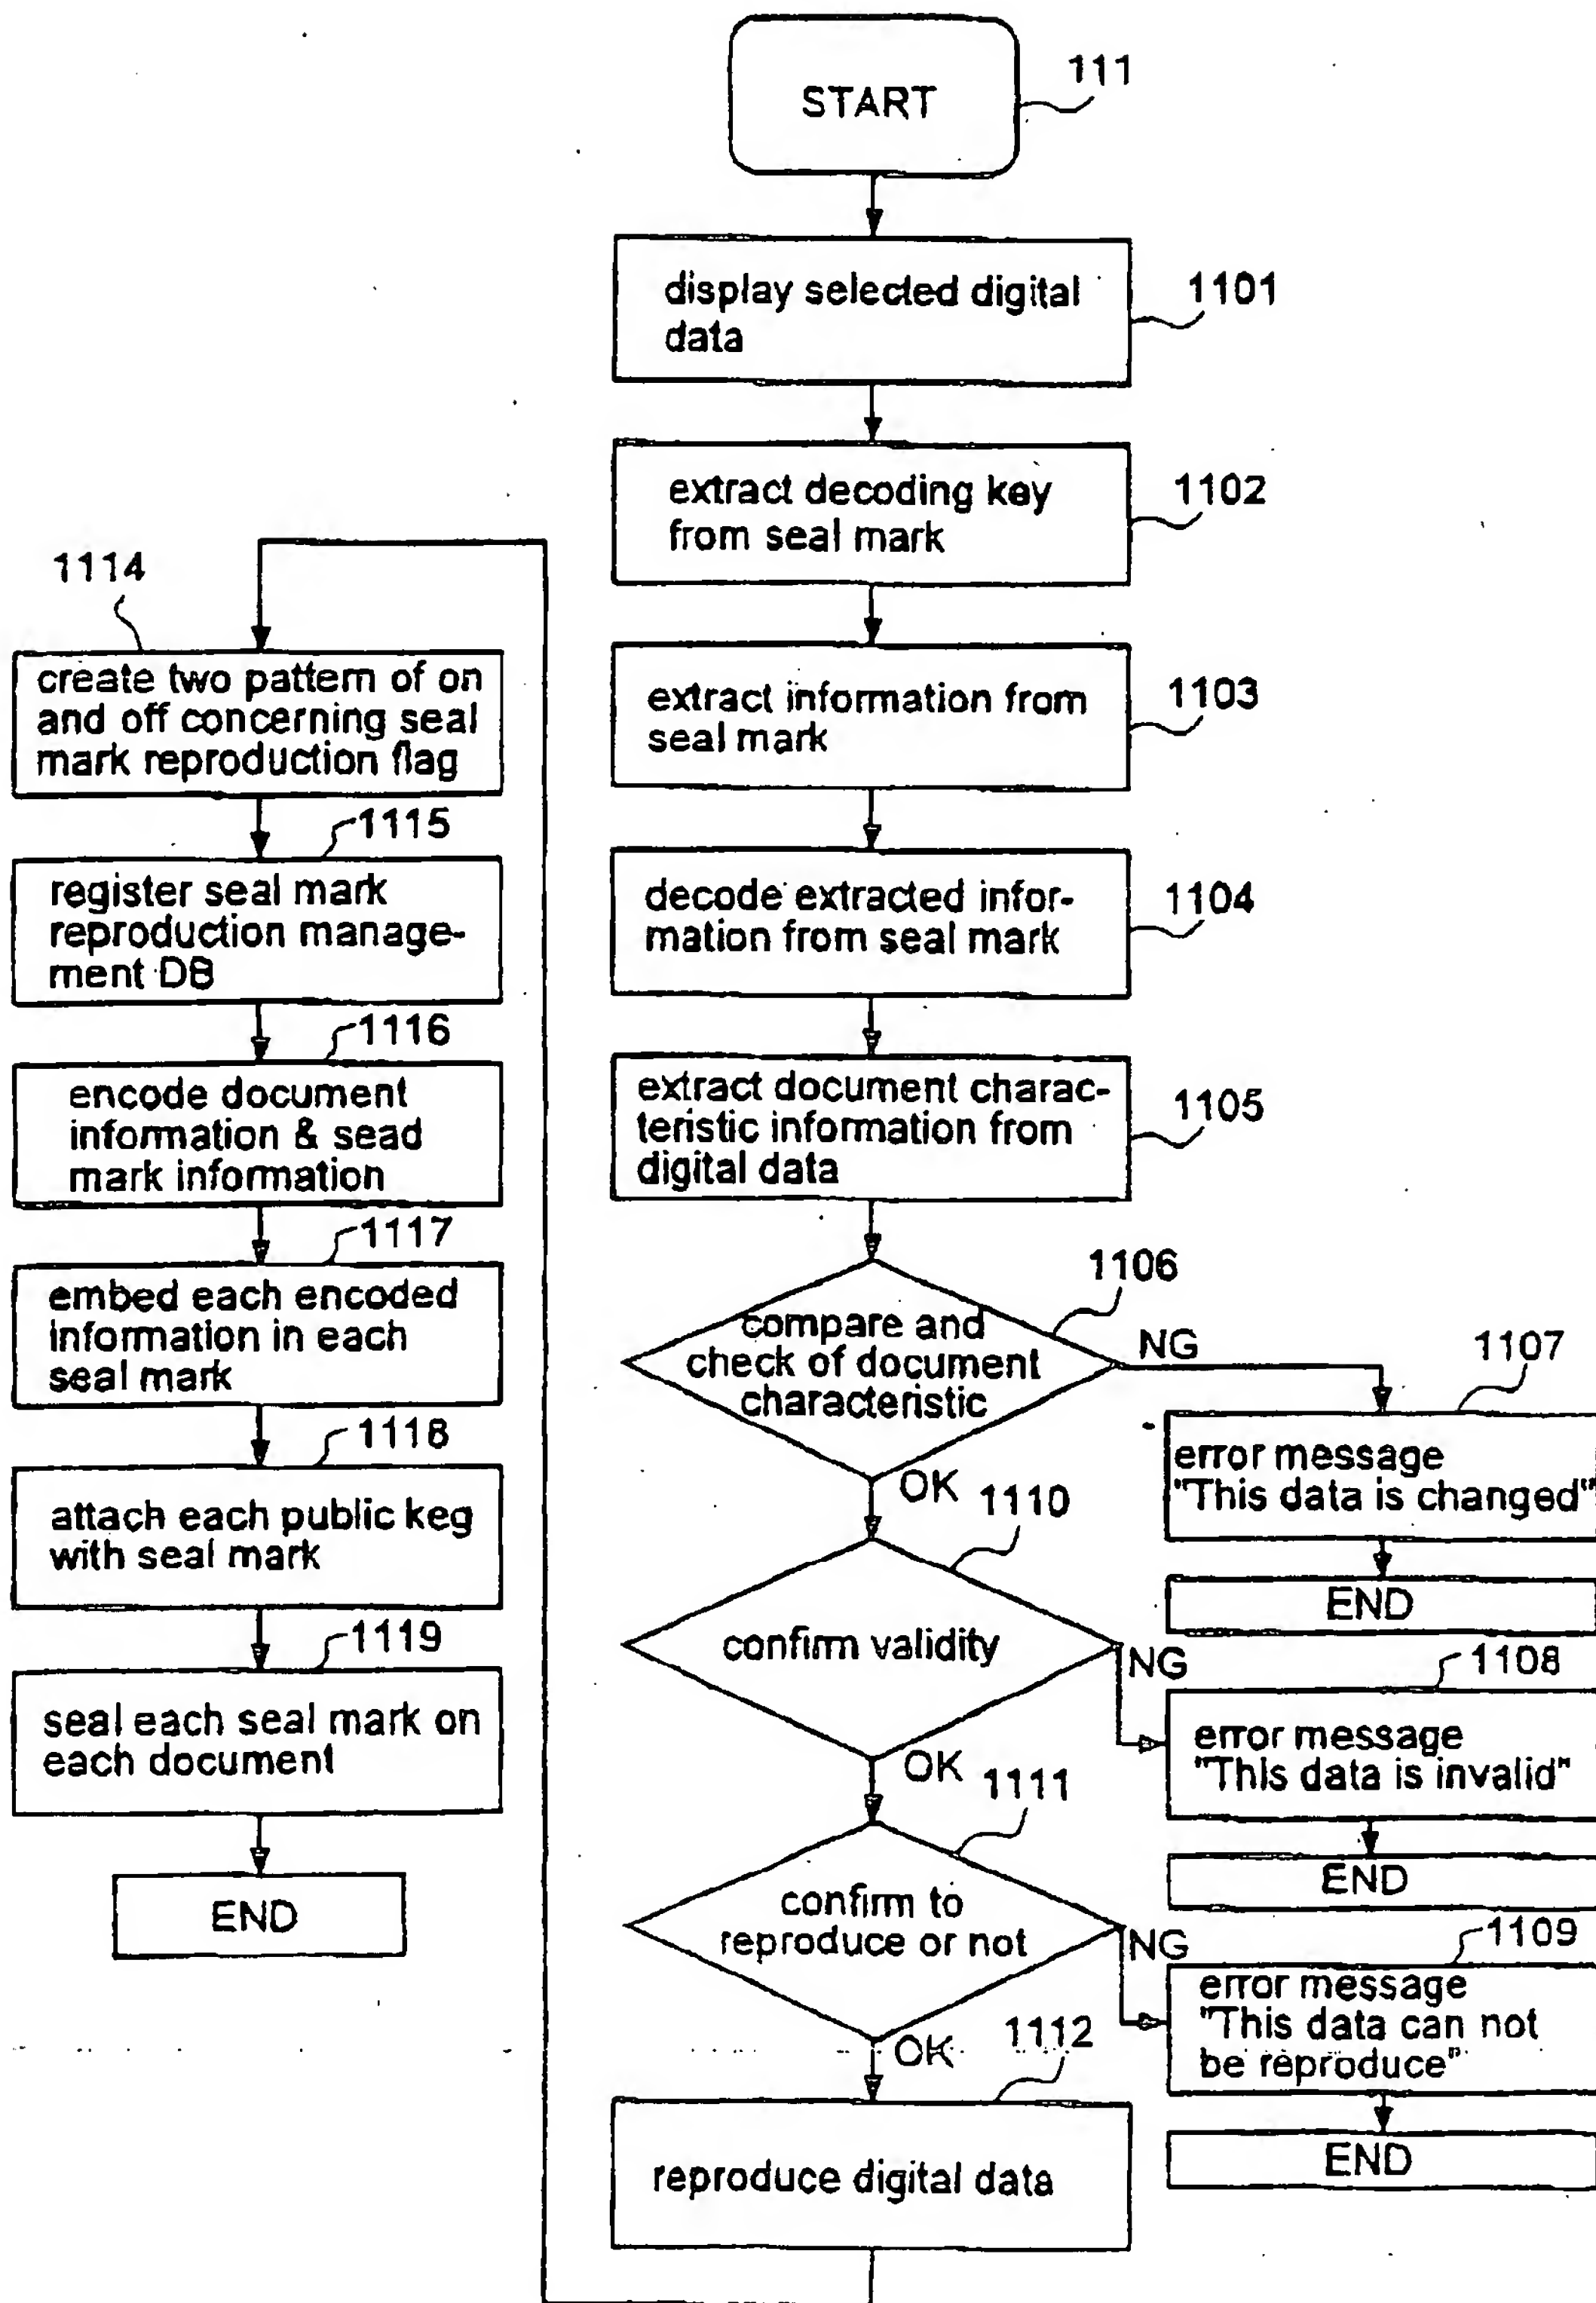 START
111
display selected digital
data
1101
extract decoding key
from seal mark
1102
extract information from
seal mark
1103
decode extracted infor-
mation from seal mark
1104
extract document charac-
teristic information from
digital data
1105
compare and
check of document
characteristic
1106
NG
OK
1107
error message
"This data is changed"
END
confirm validity
1110
NG
OK
1108
error message
"This data is invalid"
END
confirm to
reproduce or not
1111
NG
OK
1109
error message
"This data can not
be reproduce"
END
1112
reproduce digital data
1114
create two pattern of on
and off concerning seal
mark reproduction flag
1115
register seal mark
reproduction manage-
ment DB
1116
encode document
information & sead
mark information
1117
embed each encoded
information in each
seal mark
1118
attach each public keg
with seal mark
1119
seal each seal mark on
each document
END